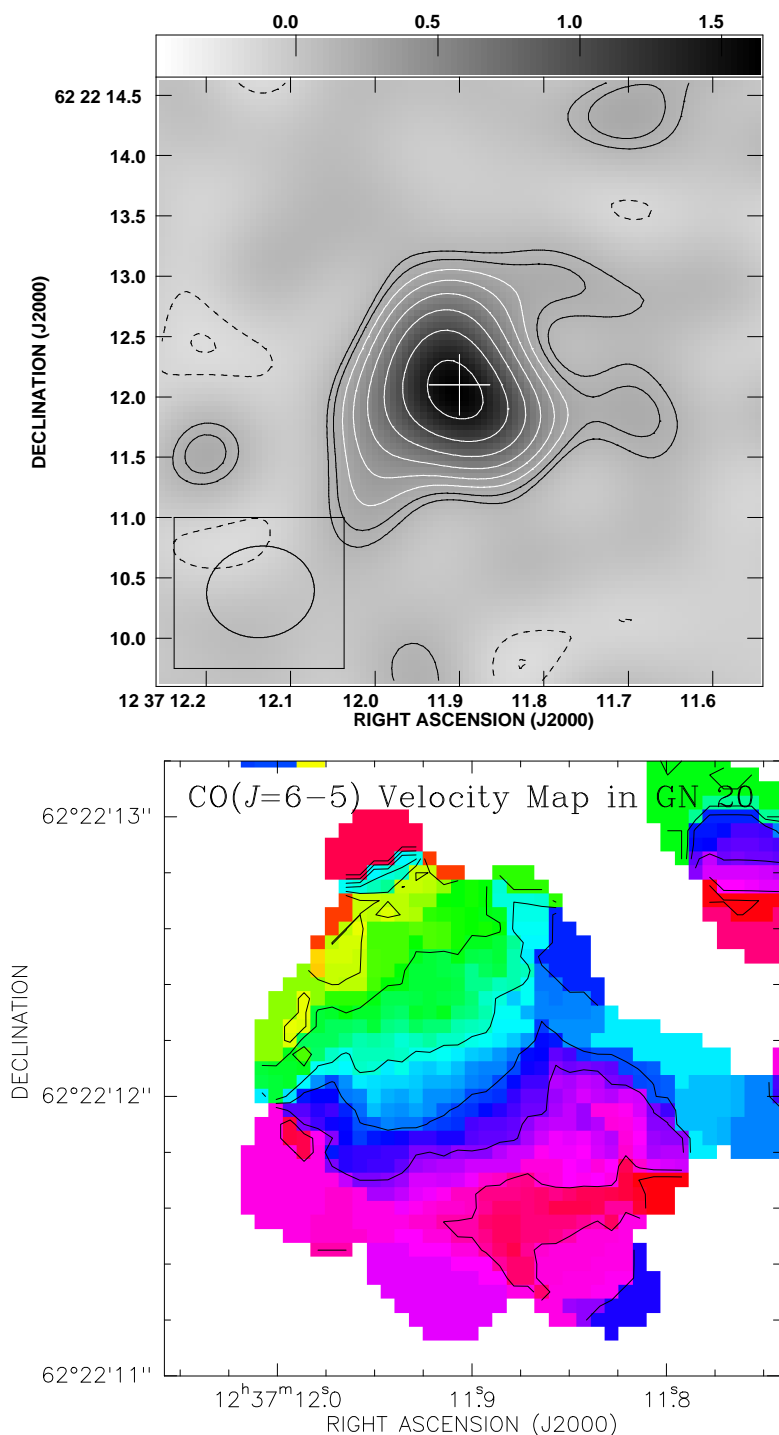 0.0 0.5 1.0 1.5
62 22 14.5
14.0
13.5
13.0
12.5
12.0
11.5
11.0
10.5
10.0
DECLINATION (J2000)
12 37 12.2 12.1 12.0 11.9 11.8 11.7 11.6
RIGHT ASCENSION (J2000)
CO(J=6−5) Velocity Map in GN 20
62°22'13"
62°22'12"
62°22'11"
DECLINATION
12h37m12s.0 11s.9 11s.8
RIGHT ASCENSION (J2000)